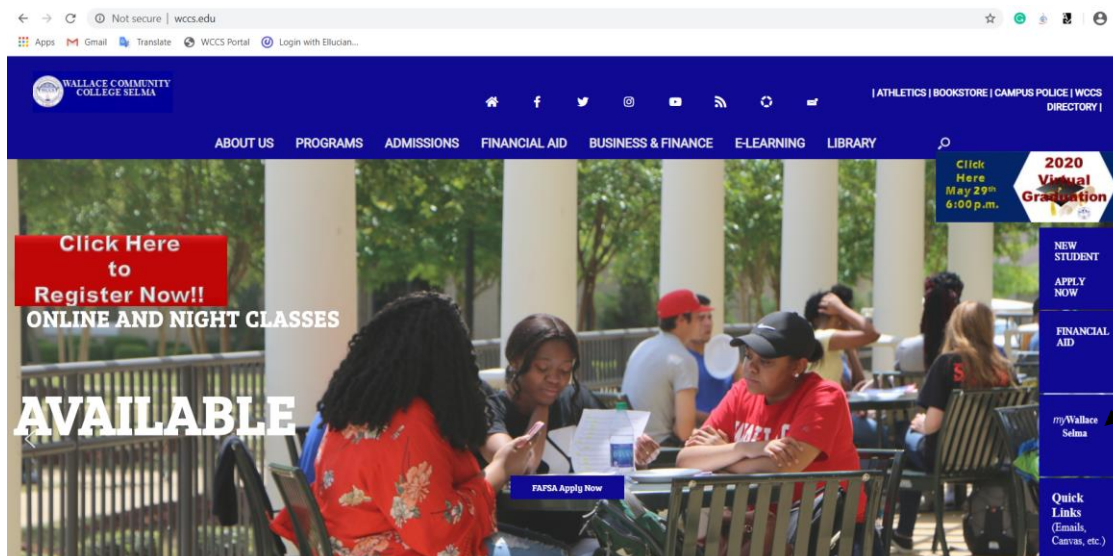 Not secure | wccs.edu
Apps Gmail Translate WCCS Portal Login with Ellucian...
WALLACE COMMUNITY
COLLEGE SELMA
| ATHLETICS | BOOKSTORE | CAMPUS POLICE | WCCS
DIRECTORY |
ABOUT US PROGRAMS ADMISSIONS FINANCIAL AID BUSINESS & FINANCE E-LEARNING LIBRARY
Click
Here
May 29th
6:00 p.m.
2020
Virtual
Graduation
Click Here
to
Register Now!!
ONLINE AND NIGHT CLASSES
AVAILABLE
NEW
STUDENT
APPLY
NOW
FINANCIAL
AID
myWallace
Selma
FAFSA Apply Now
Quick
Links
(Emails,
Canvas, etc.)